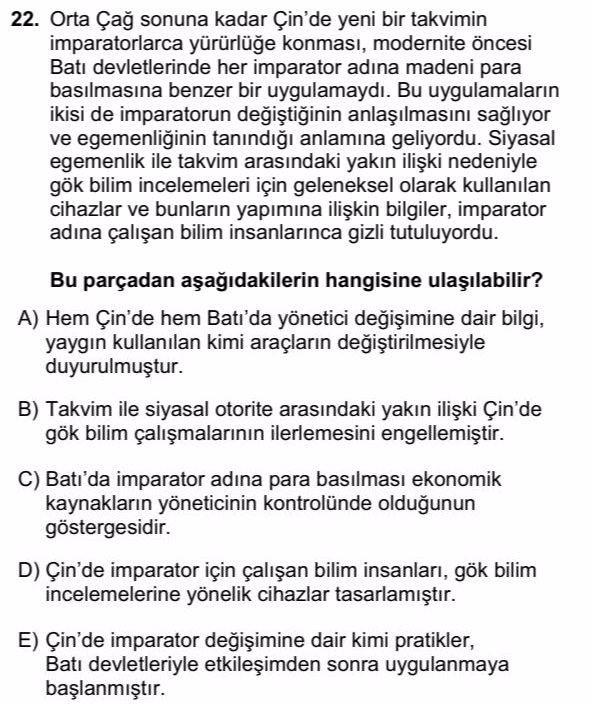 22. Orta Çağ sonuna kadar Çin’de yeni bir takvimin
imparatorlarca yürürlüğe konması, modernite öncesi
Batı devletlerinde her imparator adına madeni para
basılmasına benzer bir uygulamaydı. Bu uygulamaların
ikisi de imparatorun değiştiğinin anlaşılmasını sağlıyor
ve egemenliğinin tanındığı anlamına geliyordu. Siyasal
egemenlik ile takvim arasındaki yakın ilişki nedeniyle
gök bilim incelemeleri için geleneksel olarak kullanılan
cihazlar ve bunların yapımına ilişkin bilgiler, imparator
adına çalışan bilim insanlarınca gizli tutuluyordu.
Bu parçadan aşağıdakilerin hangisine ulaşılabilir?
A) Hem Çin’de hem Batı’da yönetici değişimine dair bilgi,
yaygın kullanılan kimi araçların değiştirilmesiyle
duyurulmuştur.
B) Takvim ile siyasal otorite arasındaki yakın ilişki Çin’de
gök bilim çalışmalarının ilerlemesini engellemiştir.
C) Batı’da imparator adına para basılması ekonomik
kaynakların yöneticinin kontrolünde olduğunun
göstergesidir.
D) Çin’de imparator için çalışan bilim insanları, gök bilim
incelemelerine yönelik cihazlar tasarlamıştır.
E) Çin’de imparator değişimine dair kimi pratikler,
Batı devletleriyle etkileşimden sonra uygulanmaya
başlanmıştır.